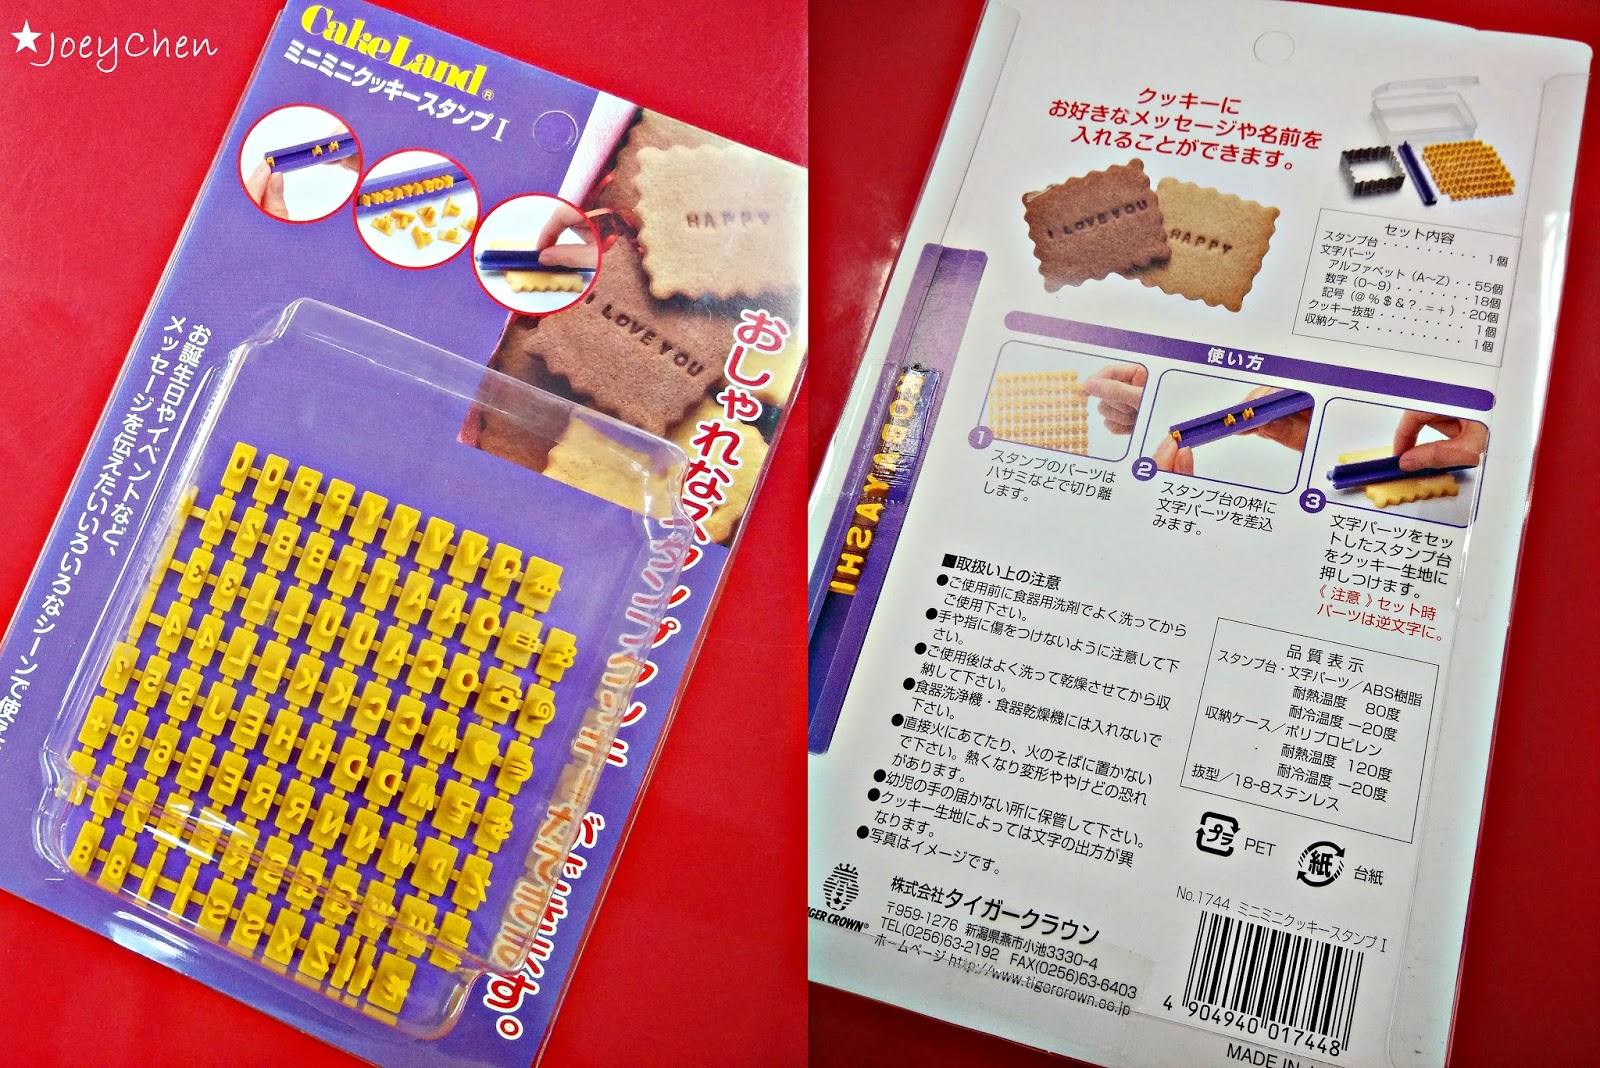 ★JoeyChen
CakeLand®
ミニミニクッキースタンプ I
HAPPY
I LOVE YOU
お誕生日やイベントなど、
メッセージを伝えたいいろいろなシーンで使
クッキーに
お好きなメッセージや名前を
入れることができます。
I LOVE YOU
HAPPY
セット内容
スタンプ台・・・・・・・1個
文字パーツ
アルファベット（A〜Z）・・55個
数字（0〜9）・・・・・・・18個
記号（@ % $ & ? . = + ）・20個
クッキー抜型・・・・・・・1個
収納ケース・・・・・・・・1個
使い方
1
スタンプのパーツは
ハサミなどで切り離
します。
2
スタンプ台の枠に
文字パーツを差込
みます。
3
文字パーツをセッ
トしたスタンプ台
をクッキー生地に
押しつけます。
《 注意 》セット時
パーツは逆文字に。
■取扱い上の注意
●ご使用前に食器用洗剤でよく洗ってから
ご使用下さい。
●手や指に傷をつけないように注意して下
さい。
●ご使用後はよく洗って乾燥させてから収
納して下さい。
●食器洗浄機・食器乾燥機には入れないで
下さい。
●直接火にあてたり、火のそばに置かない
で下さい。熱くなり変形ややけどの恐れ
があります。
●幼児の手の届かない所に保管して下さい。
●クッキー生地によっては文字の出方が異
なります。
●写真はイメージです。
品 質 表 示
スタンプ台・文字パーツ／ABS樹脂
耐熱温度 80度
耐冷温度 −20度
収納ケース／ポリプロピレン
耐熱温度 120度
耐冷温度 −20度
抜型／18-8ステンレス
プラ PET
紙 台紙
TIGER CROWN®
株式会社タイガークラウン
〒959-1276 新潟県燕市小池3330-4
TEL(0256)63-2192 FAX(0256)63-6403
ホームページ http://www.tigercrown.co.jp
No.1744 ミニミニクッキースタンプ I
4 904940 017448
MADE IN